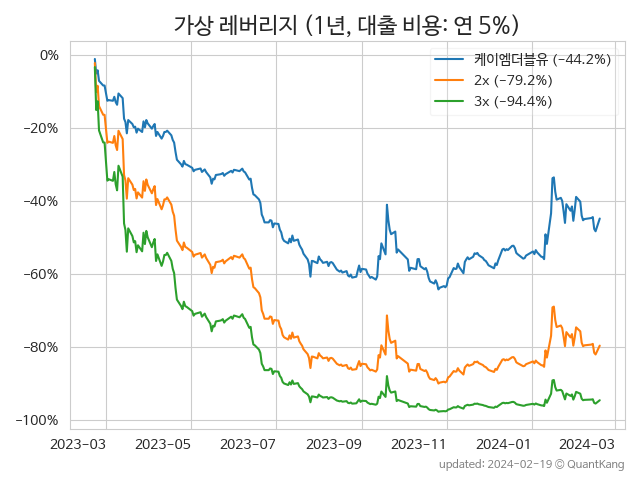 가상 레버리지 (1년, 대출 비용: 연 5%)
케이엠더블유 (−44.2%)
2x (−79.2%)
3x (−94.4%)
0%
−20%
−40%
−60%
−80%
−100%
2023-03 2023-05 2023-07 2023-09 2023-11 2024-01 2024-03
updated: 2024-02-19 © QuantKang